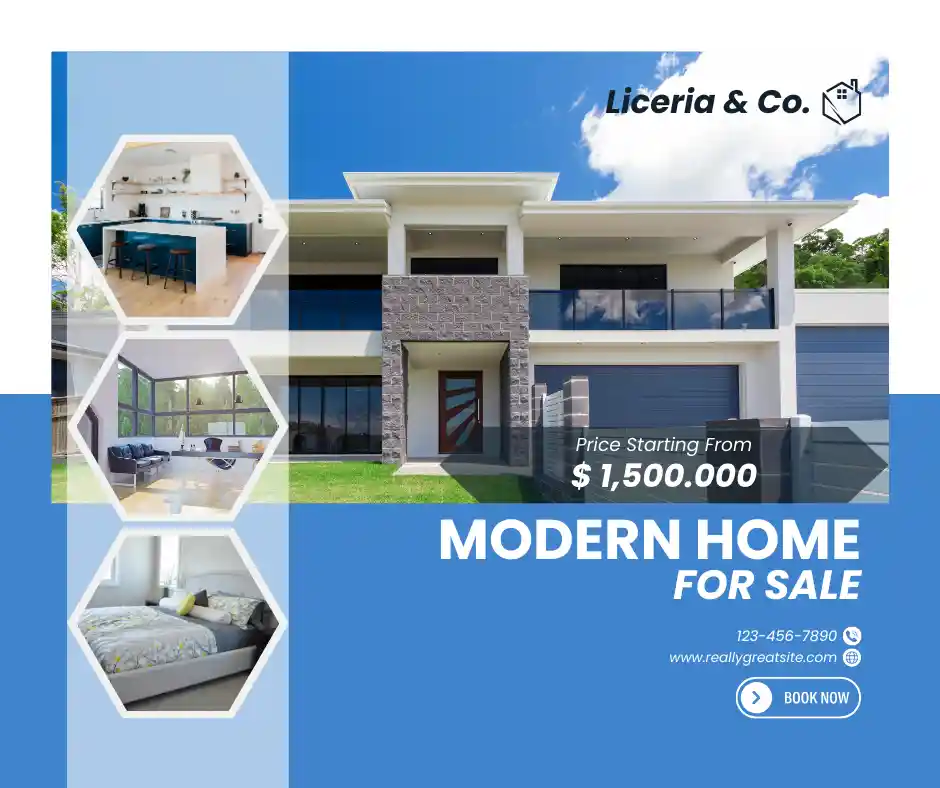 Liceria & Co.
Price Starting From
$ 1,500.000
MODERN HOME
FOR SALE
123-456-7890
www.reallygreatsite.com
BOOK NOW